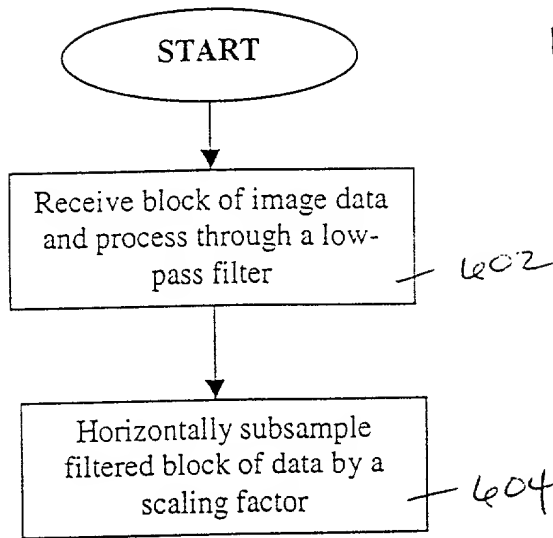 START
Receive block of image data
and process through a low-
pass filter
602
Horizontally subsample
filtered block of data by a
scaling factor
604